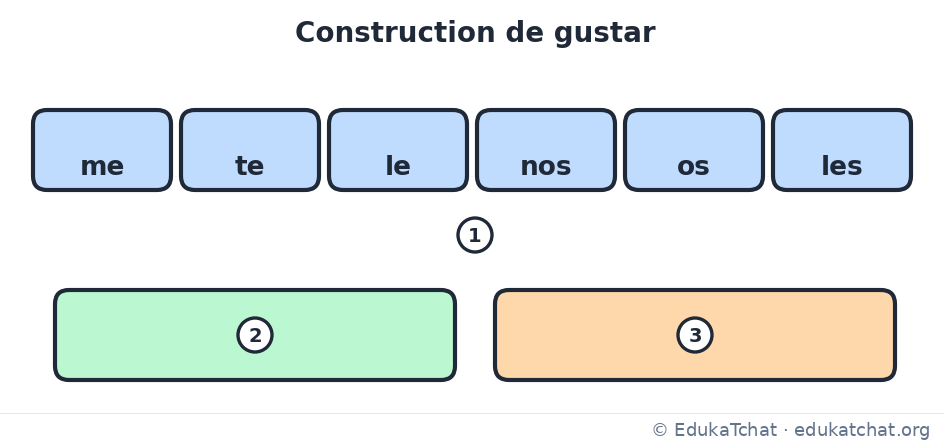 Construction de gustar
me te le nos os les
1
2 3
© EdukaTchat · edukatchat.org